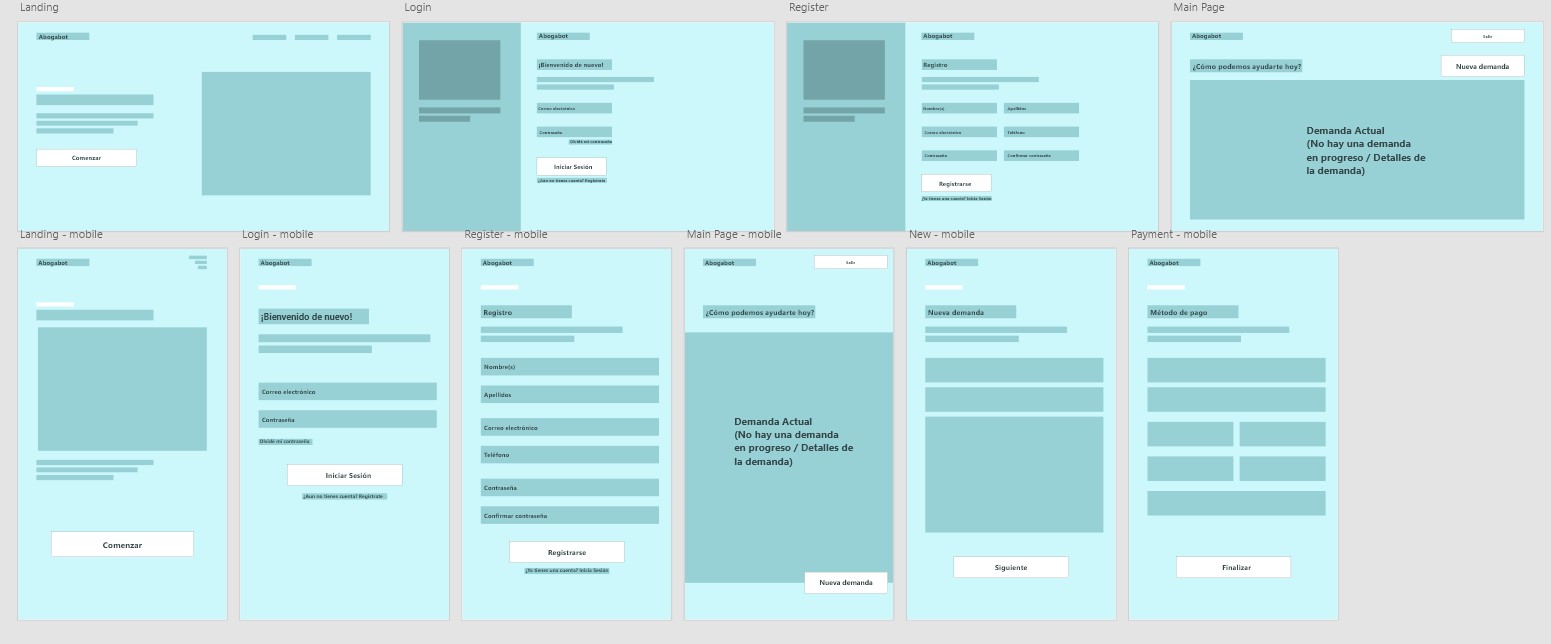 Landing
Abogabot
Comenzar
Login
Abogabot
¡Bienvenido de nuevo!
Correo electrónico
Contraseña
Olvidé mi contraseña
Iniciar Sesión
¿Aun no tienes cuenta? Regístrate
Register
Abogabot
Registro
Nombre(s)
Apellidos
Correo electrónico
Teléfono
Contraseña
Confirmar contraseña
Registrarse
¿Ya tienes una cuenta? Inicia Sesión
Main Page
Abogabot
Salir
¿Cómo podemos ayudarte hoy?
Nueva demanda
Demanda Actual
(No hay una demanda
en progreso / Detalles de
la demanda)
Landing - mobile
Abogabot
Comenzar
Login - mobile
Abogabot
¡Bienvenido de nuevo!
Correo electrónico
Contraseña
Olvidé mi contraseña
Iniciar Sesión
¿Aun no tienes cuenta? Regístrate
Register - mobile
Abogabot
Registro
Nombre(s)
Apellidos
Correo electrónico
Teléfono
Contraseña
Confirmar contraseña
Registrarse
¿Ya tienes una cuenta? Inicia Sesión
Main Page - mobile
Abogabot
Salir
¿Cómo podemos ayudarte hoy?
Demanda Actual
(No hay una demanda
en progreso / Detalles de
la demanda)
Nueva demanda
New - mobile
Abogabot
Nueva demanda
Siguiente
Payment - mobile
Abogabot
Método de pago
Finalizar